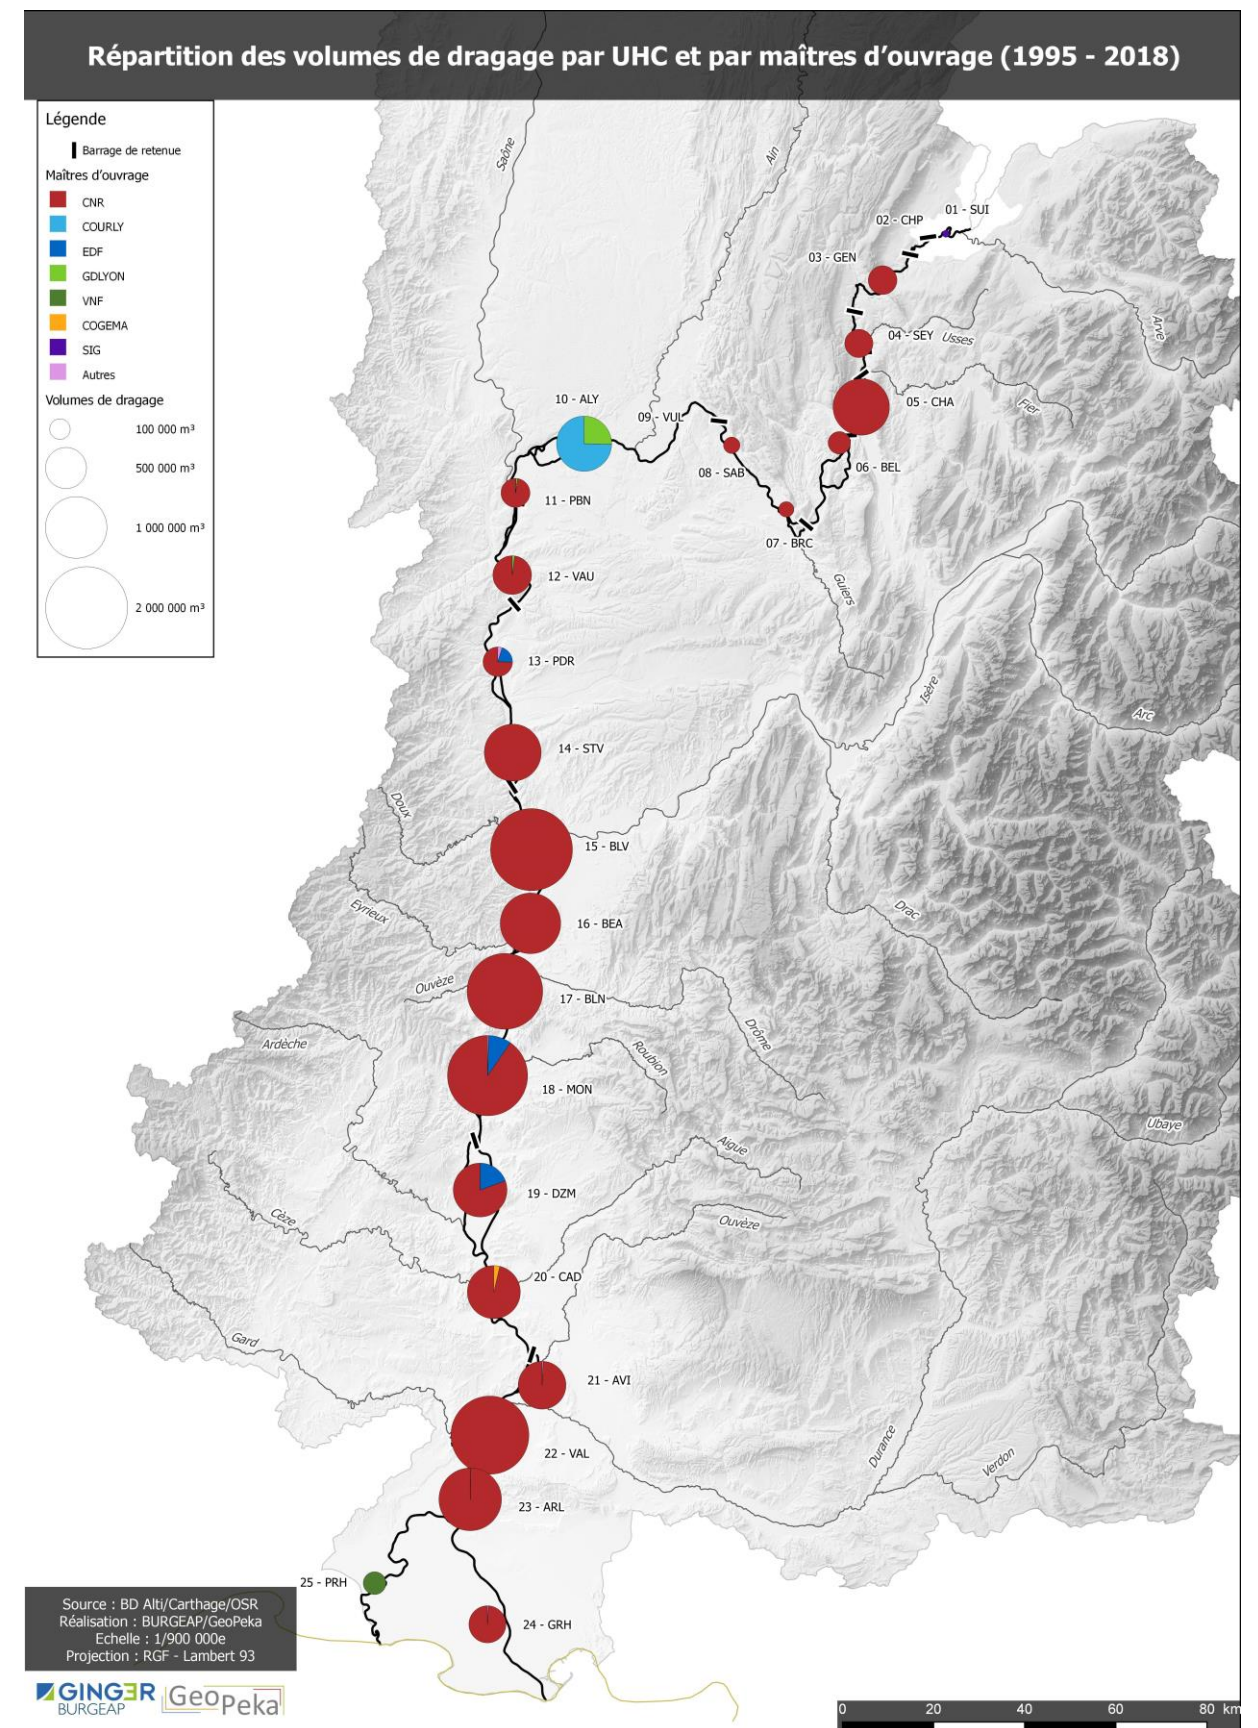 Répartition des volumes de dragage par UHC et par maîtres d'ouvrage (1995 - 2018)
Légende
Barrage de retenue
Maîtres d'ouvrage
CNR
COURLY
EDF
GDLYON
VNF
COGEMA
SIG
Autres
Volumes de dragage
100 000 m³
500 000 m³
1 000 000 m³
2 000 000 m³
Saône
Ain
01 - SUI
02 - CHP
03 - GEN
Arve
04 - SEY
Usses
05 - CHA
Fier
10 - ALY
09 - VUL
06 - BEL
08 - SAB
11 - PBN
07 - BRC
12 - VAU
Guiers
13 - PDR
Isère
Arc
14 - STV
Doux
15 - BLV
Eyrieux
16 - BEA
Drac
Ouvèze
17 - BLN
Drôme
Ardèche
Roubion
18 - MON
Ubaye
Aigue
19 - DZM
Cèze
Ouvèze
20 - CAD
Gard
21 - AVI
Durance
22 - VAL
Verdon
23 - ARL
25 - PRH
24 - GRH
Source : BD Alti/Carthage/OSR
Réalisation : BURGEAP/GeoPeka
Echelle : 1/900 000e
Projection : RGF - Lambert 93
GINGER
BURGEAP
GeoPeka
0 20 40 60 80 km